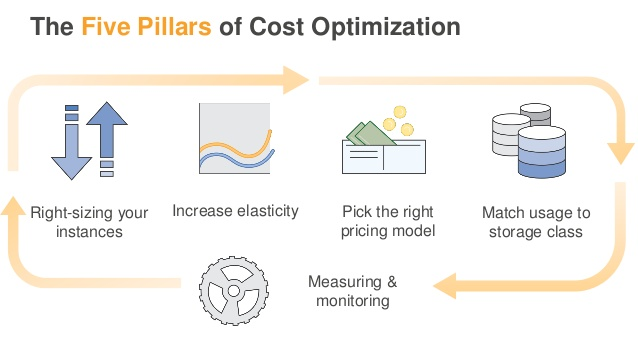 The Five Pillars of Cost Optimization
Right-sizing your
instances
Increase elasticity
Pick the right
pricing model
Match usage to
storage class
Measuring &
monitoring